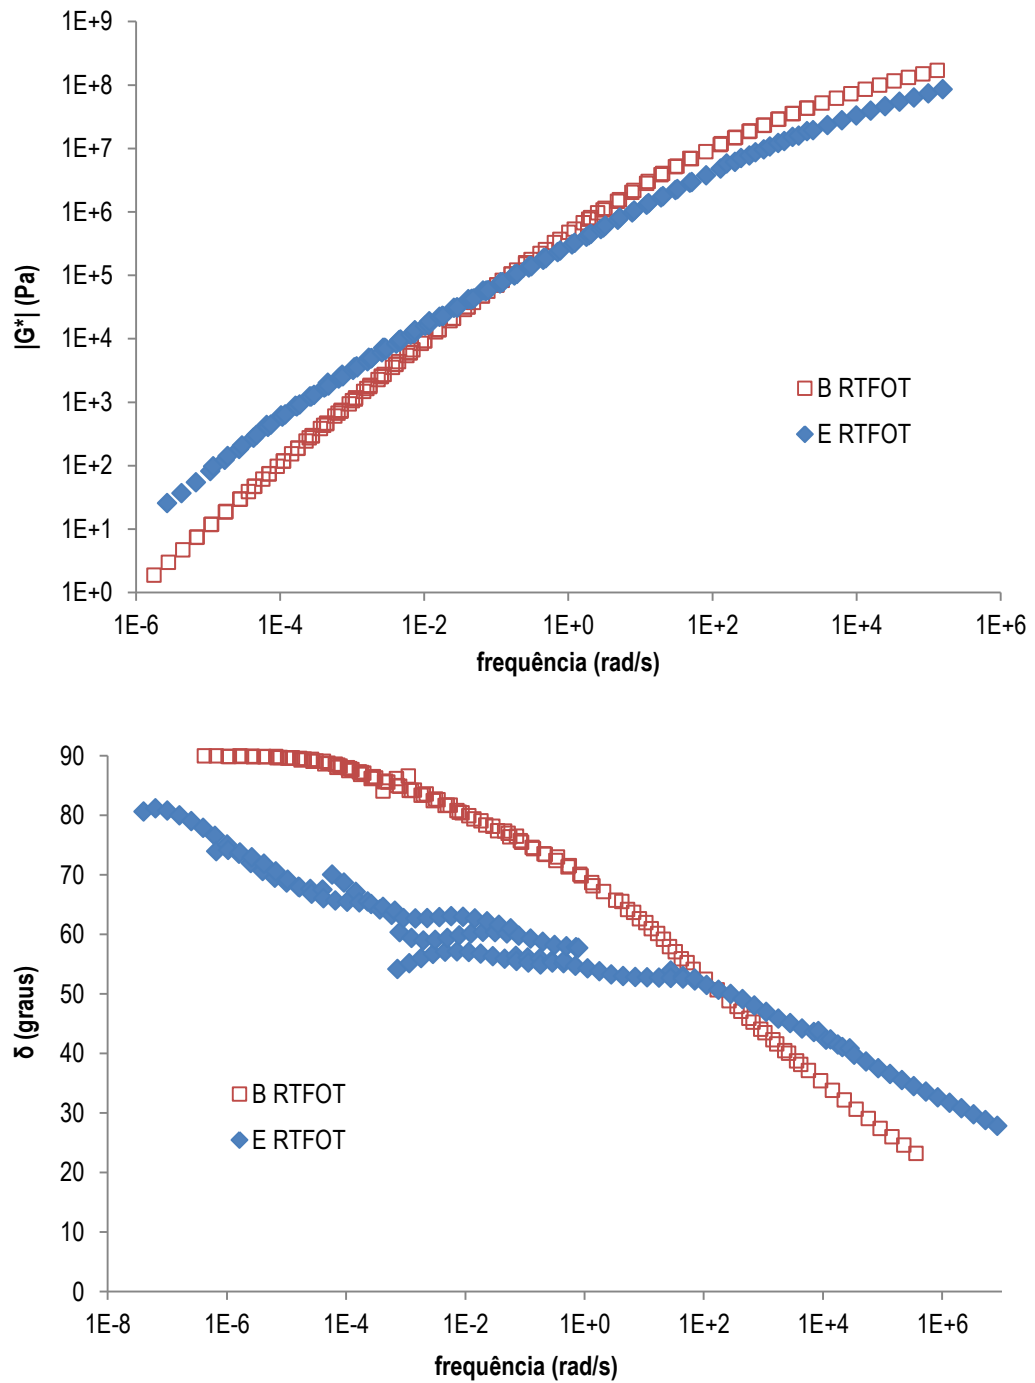 1E+9
1E+8
1E+7
1E+6
1E+5
1E+4
1E+3
1E+2
1E+1
1E+0
|G*| (Pa)
B RTFOT
E RTFOT
1E-6 1E-4 1E-2 1E+0 1E+2 1E+4 1E+6
frequência (rad/s)
90
80
70
60
50
40
30
20
10
0
δ (graus)
B RTFOT
E RTFOT
1E-8 1E-6 1E-4 1E-2 1E+0 1E+2 1E+4 1E+6
frequência (rad/s)